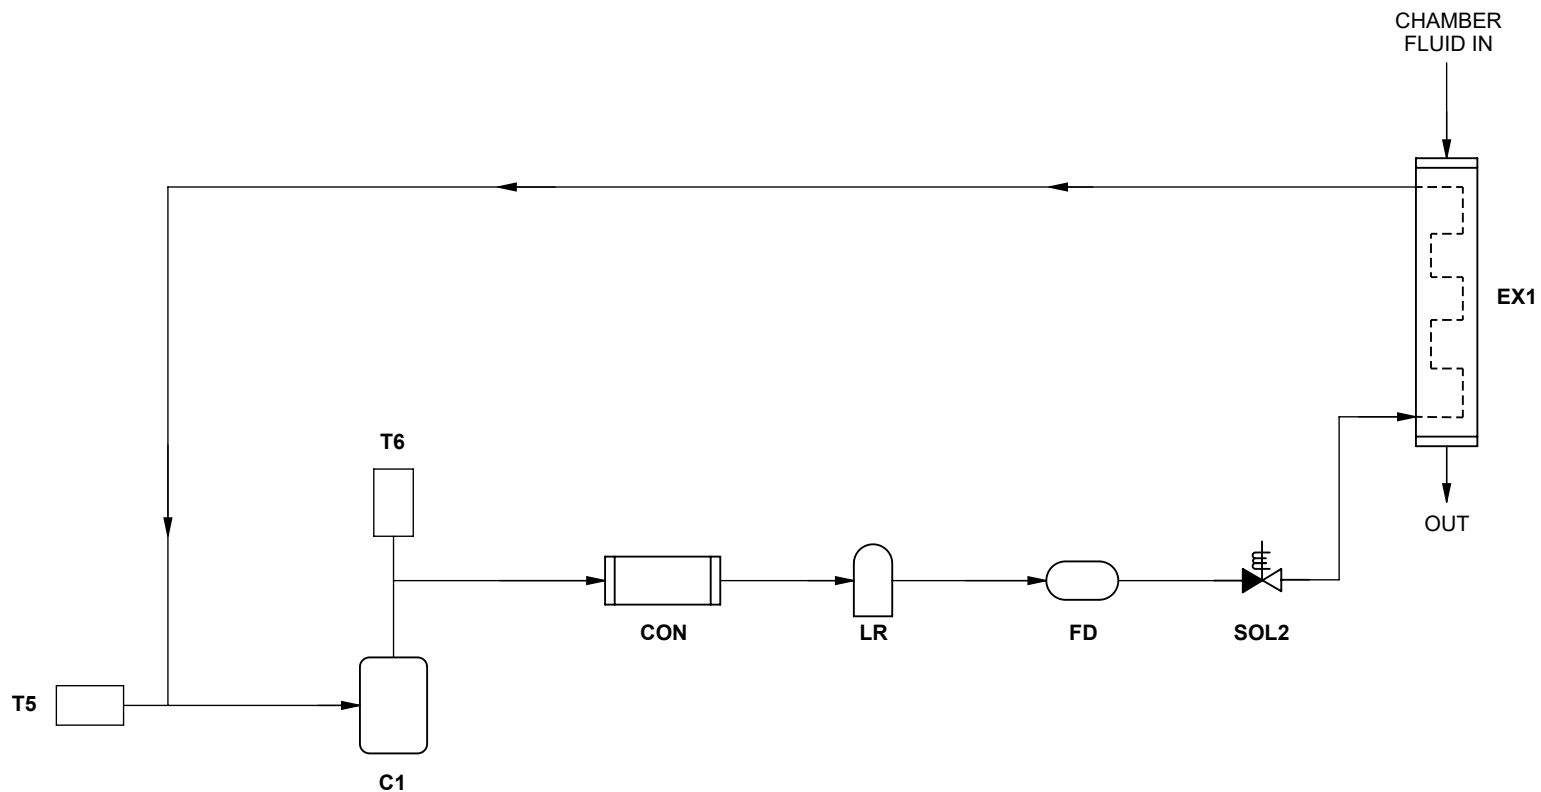 CHAMBER
FLUID IN
EX1
T6
OUT
CON
LR
FD
SOL2
T5
C1